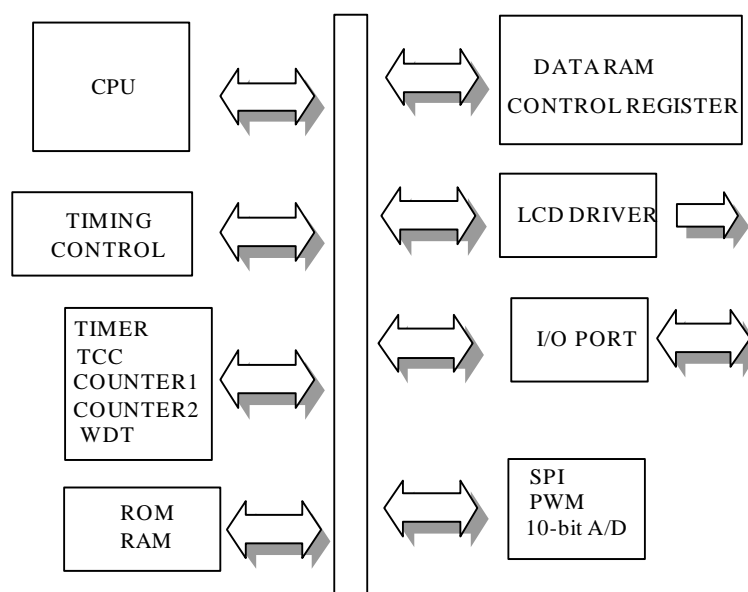 CPU
TIMING
CONTROL
TIMER
TCC
COUNTER1
COUNTER2
WDT
ROM
RAM
DATA RAM
CONTROL REGISTER
LCD DRIVER
I/O PORT
SPI
PWM
10-bit A/D